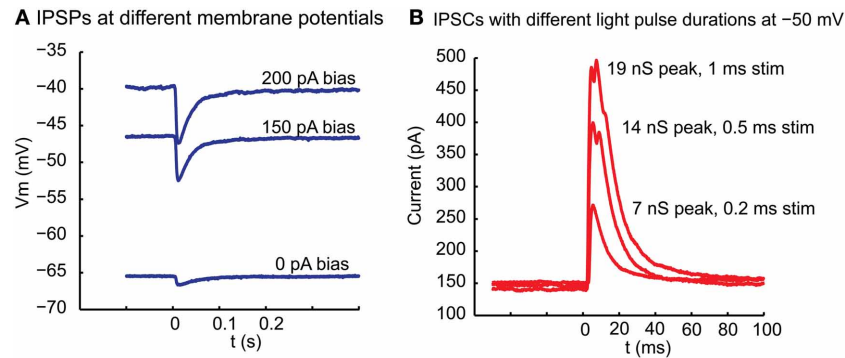 A IPSPs at different membrane potentials
−35
−40
−45
−50
−55
−60
−65
−70
Vm (mV)
200 pA bias
150 pA bias
0 pA bias
0
0.1
0.2
t (s)
B IPSCs with different light pulse durations at −50 mV
500
450
400
350
300
250
200
150
100
Current (pA)
19 nS peak, 1 ms stim
14 nS peak, 0.5 ms stim
7 nS peak, 0.2 ms stim
0
20
40
60
80
100
t (ms)